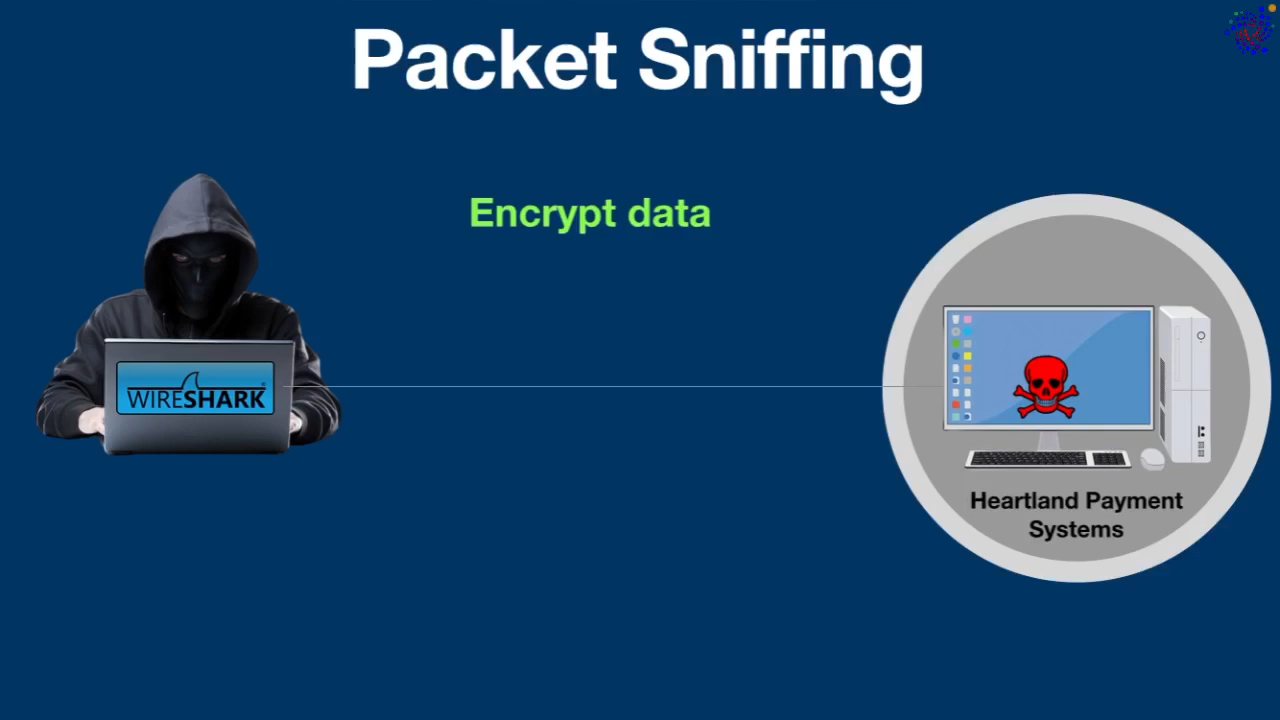 Packet Sniffing
Encrypt data
WIRESHARK
Heartland Payment
Systems